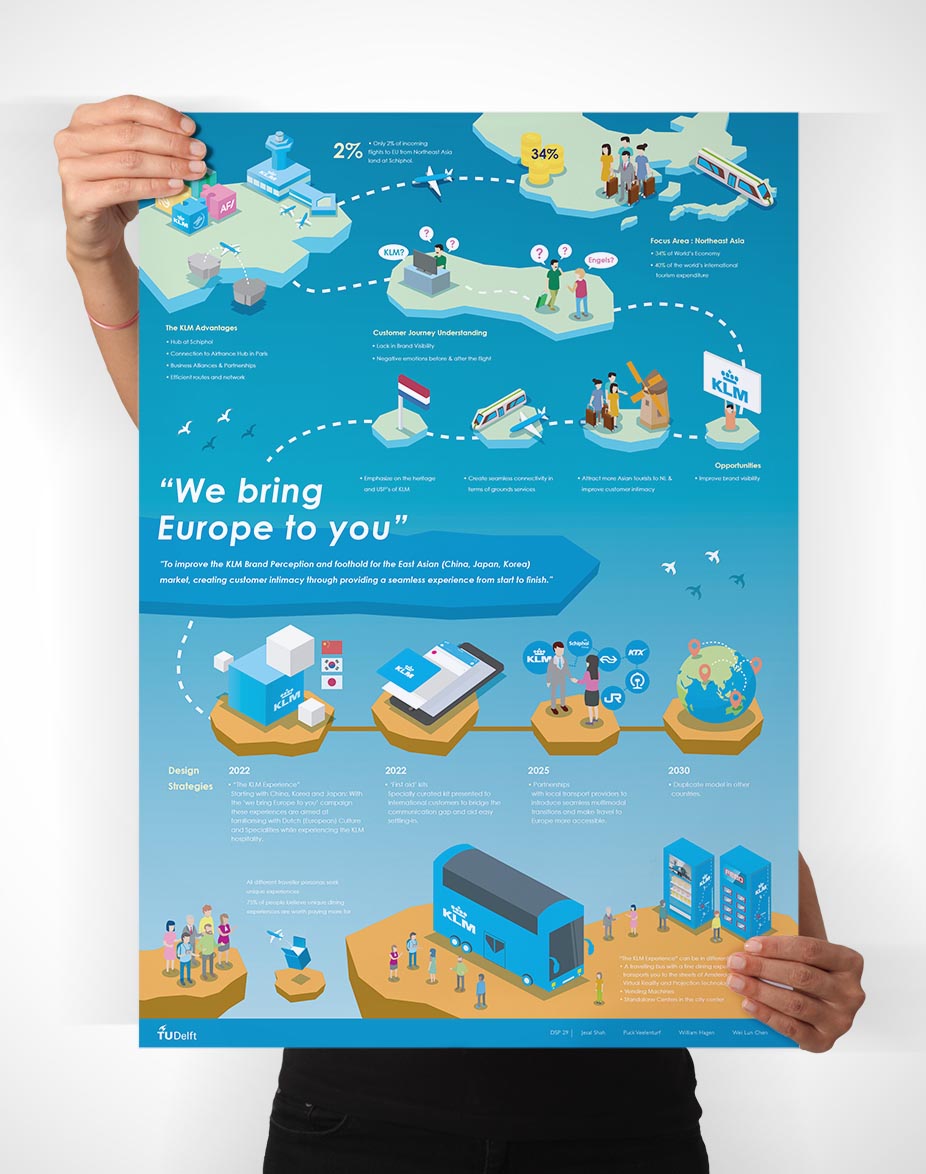 2%
• Only 2% of incoming
flights to EU from Northeast Asia
land at Schiphol.
34%
KLM
AF/
KLM
KLM?
?
?
?
?
Engels?
Focus Area : Northeast Asia
• 34% of World's Economy
• 40% of the world's international
tourism expenditure
The KLM Advantages
• Hub of Schiphol
• Connection to Airfrance Hub in Paris
• Business Alliances & Partnerships
• Efficient routes and network
Customer Journey Understanding
• Lack in Brand Visibility
• Negative emotions before & after the flight
KLM
Opportunities
• Emphasize on the heritage
and USP's of KLM
• Create seamless connectivity in
terms of grounds services
• Attract more Asian tourists to NL &
improve customer intimacy
• Improve brand visibility
“We bring
Europe to you”
"To improve the KLM Brand Perception and foothold for the East Asian (China, Japan, Korea)
market, creating customer intimacy through providing a seamless experience from start to finish."
KLM
KLM
KLM
Schiphol
KTX
JR
Design
Strategies
2022
• "The KLM Experience"
Starting with China, Korea and Japan: With
the 'we bring Europe to you' campaign
these experiences are aimed at
familiarising with Dutch (European) Culture
and Specialities while experiencing the KLM
hospitality.
2022
• 'First aid' kits
Specially curated kit presented to
international customers to bridge the
communication gap and aid easy
settling-in.
2025
• Partnerships
with local transport providers to
introduce seamless multimodal
transitions and make travel to
Europe more accessible.
2030
• Duplicate model in other
countries.
All different traveller personas seek
unique experiences
75% of people believe unique dining
experiences are worth paying more for
KLM
KLM
FEBO
KLM
"The KLM Experience" can be in
• A traveling bus with a fine dining
transports you to the streets of
Virtual Reality and Projection
• Vending Machines
• Standalone Centers in the city center
TUDelft
DSP 29 | Jesal Shah Puck Veelenturf William Hagen Wei Lun Chen